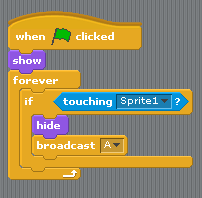 when clicked
show
forever
if touching Sprite1 ?
hide
broadcast A